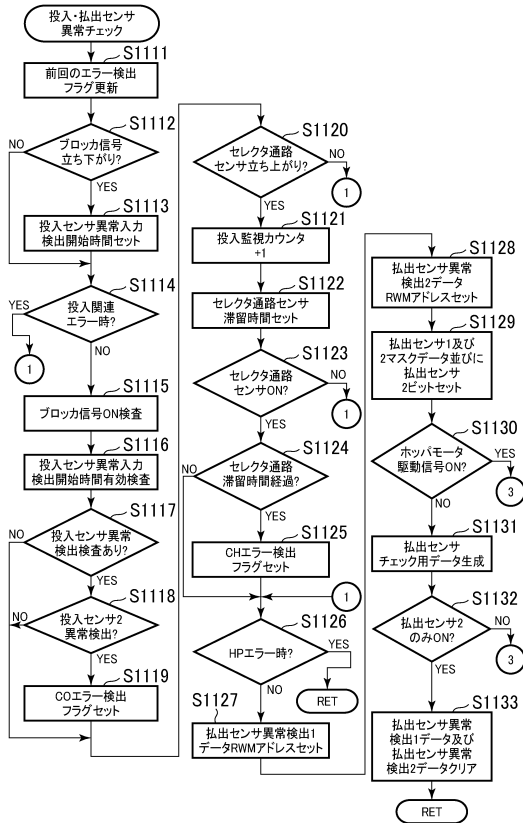 投入・払出センサ
異常チェック
S1111
前回のエラー検出
フラグ更新
S1112
ブロッカ信号
立ち下がり?
NO
YES
S1113
投入センサ異常入力
検出開始時間セット
S1114
投入関連
エラー時?
YES
1
NO
S1115
ブロッカ信号ON検査
S1116
投入センサ異常入力
検出開始時間有効検査
S1117
投入センサ異常
検出検査あり?
NO
YES
S1118
投入センサ2
異常検出?
NO
YES
S1119
COエラー検出
フラグセット
S1120
セレクタ通路
センサ立ち上がり?
NO
1
YES
S1121
投入監視カウンタ
+1
S1122
セレクタ通路センサ
滞留時間セット
S1123
セレクタ通路
センサON?
NO
1
YES
S1124
セレクタ通路
滞留時間経過?
NO
YES
S1125
CHエラー検出
フラグセット
1
S1126
HPエラー時?
YES
RET
NO
S1127
払出センサ異常検出1
データRWMアドレスセット
S1128
払出センサ異常
検出2データ
RWMアドレスセット
S1129
払出センサ1及び
2マスクデータ並びに
払出センサ
2ビットセット
S1130
ホッパモータ
駆動信号ON?
YES
3
NO
S1131
払出センサ
チェック用データ生成
S1132
払出センサ2
のみON?
NO
3
YES
S1133
払出センサ異常
検出1データ及び
払出センサ異常
検出2データクリア
RET